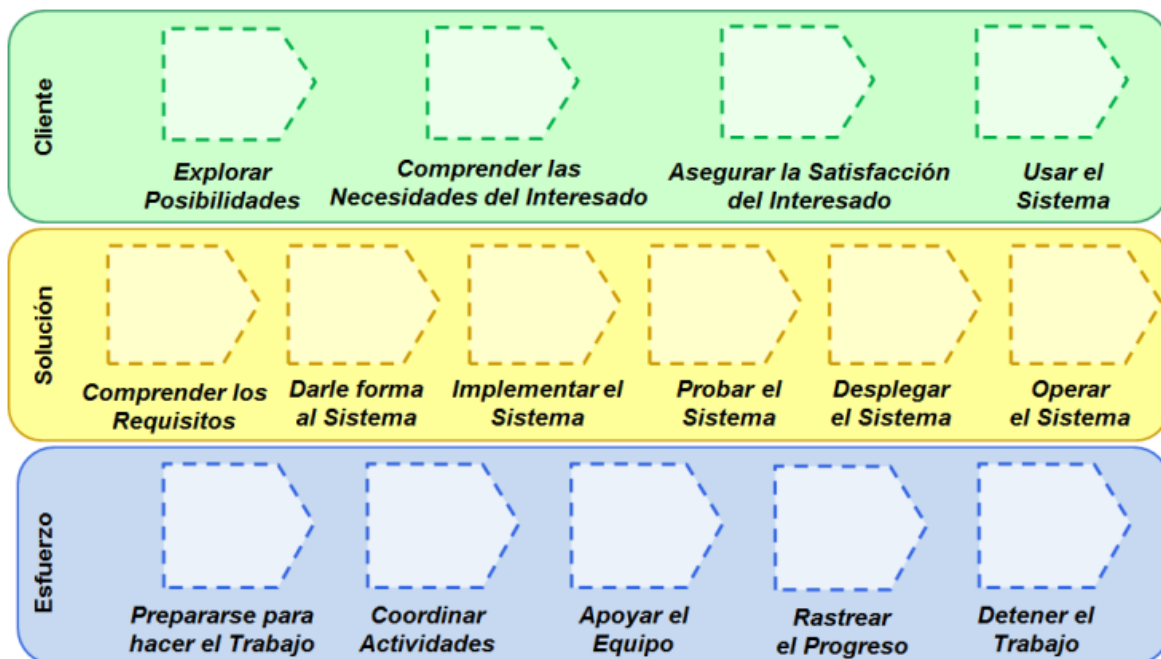 Cliente
Explorar
Posibilidades
Comprender las
Necesidades del Interesado
Asegurar la Satisfacción
del Interesado
Usar el
Sistema
Solución
Comprender los
Requisitos
Darle forma
al Sistema
Implementar el
Sistema
Probar el
Sistema
Desplegar
el Sistema
Operar
el Sistema
Esfuerzo
Prepararse para
hacer el Trabajo
Coordinar
Actividades
Apoyar el
Equipo
Rastrear
el Progreso
Detener el
Trabajo